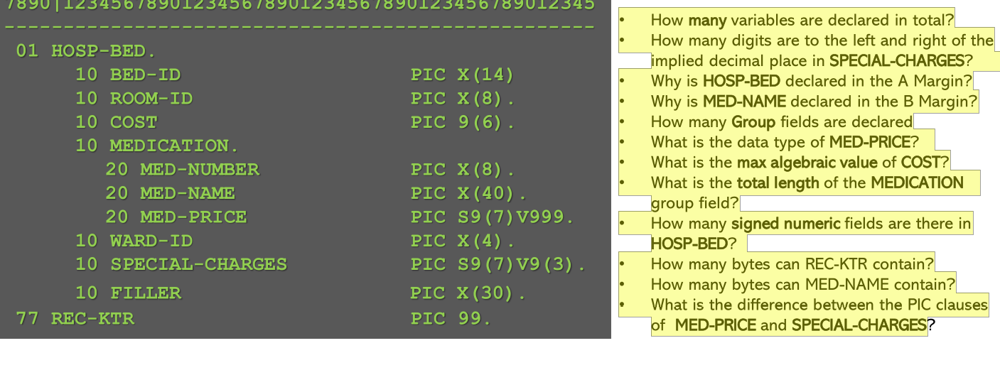 7890|12345678901234567890123456789012345678901 2345
--------------------------------------------------
01 HOSP-BED.
10 BED-ID PIC X(14)
10 ROOM-ID PIC X(8).
10 COST PIC 9(6).
10 MEDICATION.
20 MED-NUMBER PIC X(8).
20 MED-NAME PIC X(40).
20 MED-PRICE PIC S9(7)V999.
10 WARD-ID PIC X(4).
10 SPECIAL-CHARGES PIC S9(7)V9(3).
10 FILLER PIC X(30).
77 REC-KTR PIC 99.
• How many variables are declared in total?
• How many digits are to the left and right of the
implied decimal place in SPECIAL-CHARGES?
• Why is HOSP-BED declared in the A Margin?
• Why is MED-NAME declared in the B Margin?
• How many Group fields are declared
• What is the data type of MED-PRICE?
• What is the max algebraic value of COST?
• What is the total length of the MEDICATION
group field?
• How many signed numeric fields are there in
HOSP-BED?
• How many bytes can REC-KTR contain?
• How many bytes can MED-NAME contain?
• What is the difference between the PIC clauses
of MED-PRICE and SPECIAL-CHARGES?